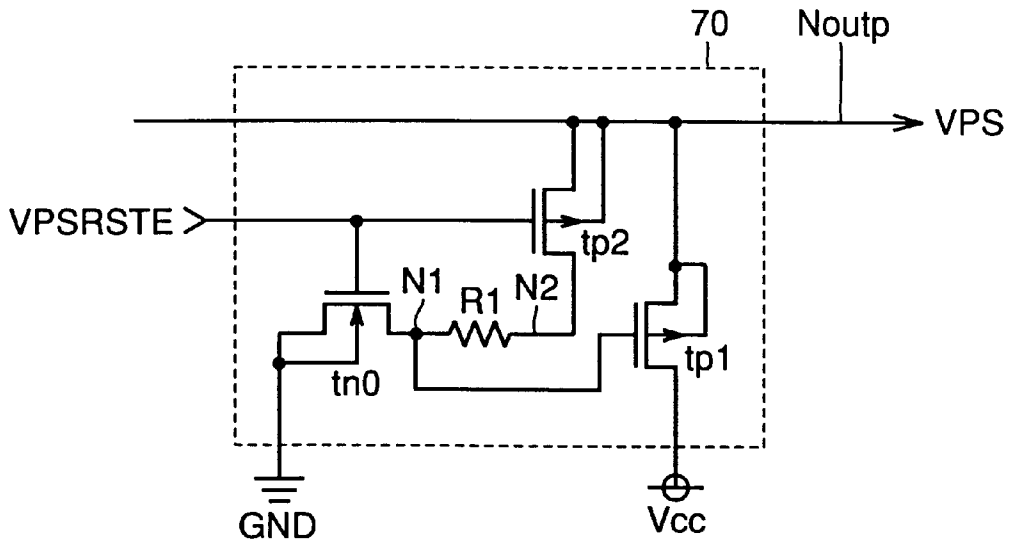 70
Noutp
VPS
VPSRSTE
tp2
N1
R1
N2
tn0
tp1
GND
Vcc